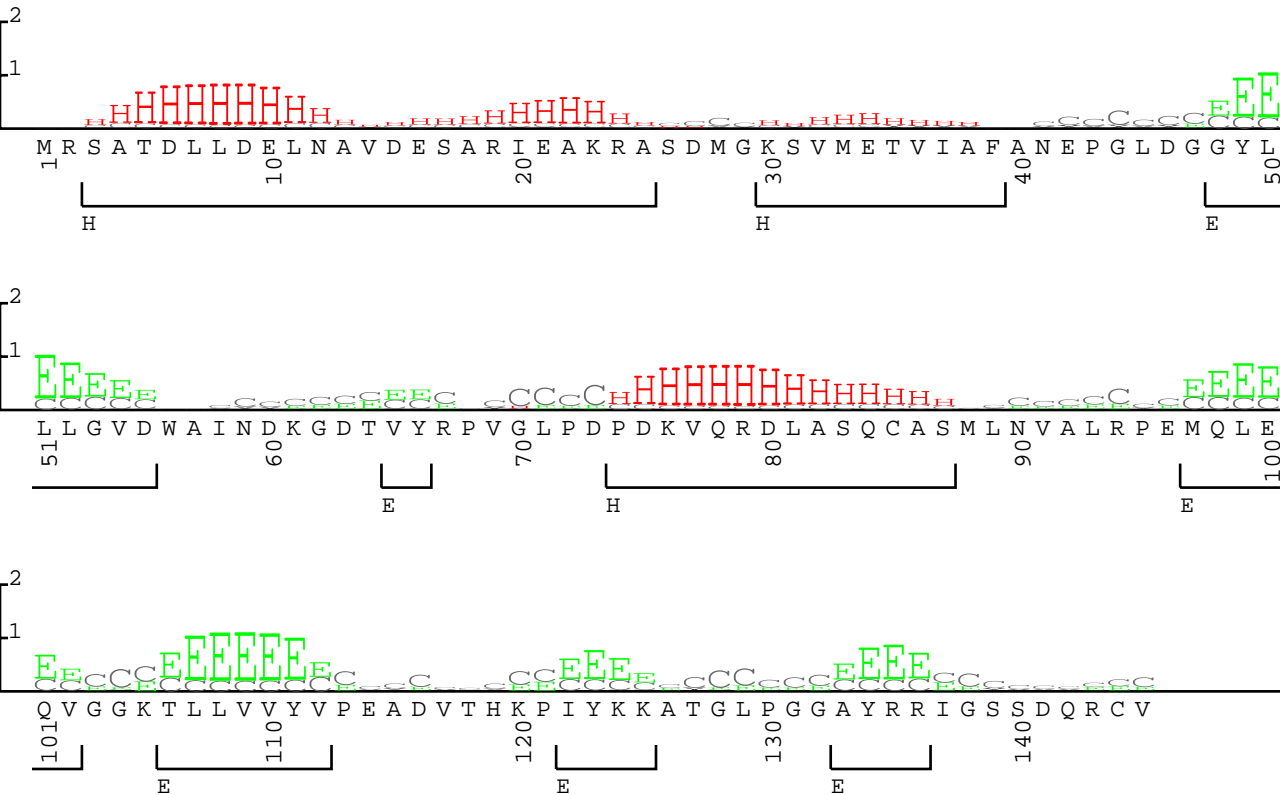 2
1
M R S A T D L L D E L N A V D E S A R I E A K R A S D M G K S V M E T V I A F A N E P G L D G G Y L
1 10 20 30 40 50
H H E
2
1
L L G V D W A I N D K G D T V Y R P V G L P D P D K V Q R D L A S Q C A S M L N V A L R P E M Q L E
51 60 70 80 90 100
E H E
2
1
Q V G G K T L L V V Y V P E A D V T H K P I Y K K A T G L P G G A Y R R I G S S D Q R C V
101 110 120 130 140
E E E